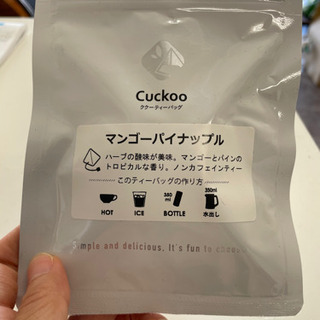 Cuckoo
ククーティーバッグ
マンゴーパイナップル
ハーブの酸味が美味。マンゴーとパインの
トロピカルな香り。ノンカフェインティー
このティーバッグの作り方
350ml
500ml
HOT
ICE
BOTTLE
水出し
Simple and delicious. It's fun to choose